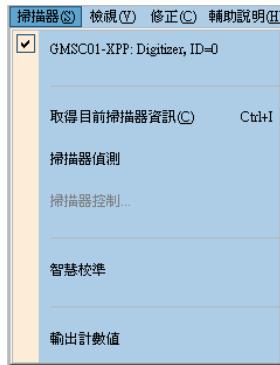 掃描器(S) 檢視(V) 修正(C) 輔助說明(H
GMSC01-XPP: Digitizer, ID=0
取得目前掃描器資訊(C) Ctrl+I
掃描器偵測
掃描器控制...
智慧校準
輸出計數值